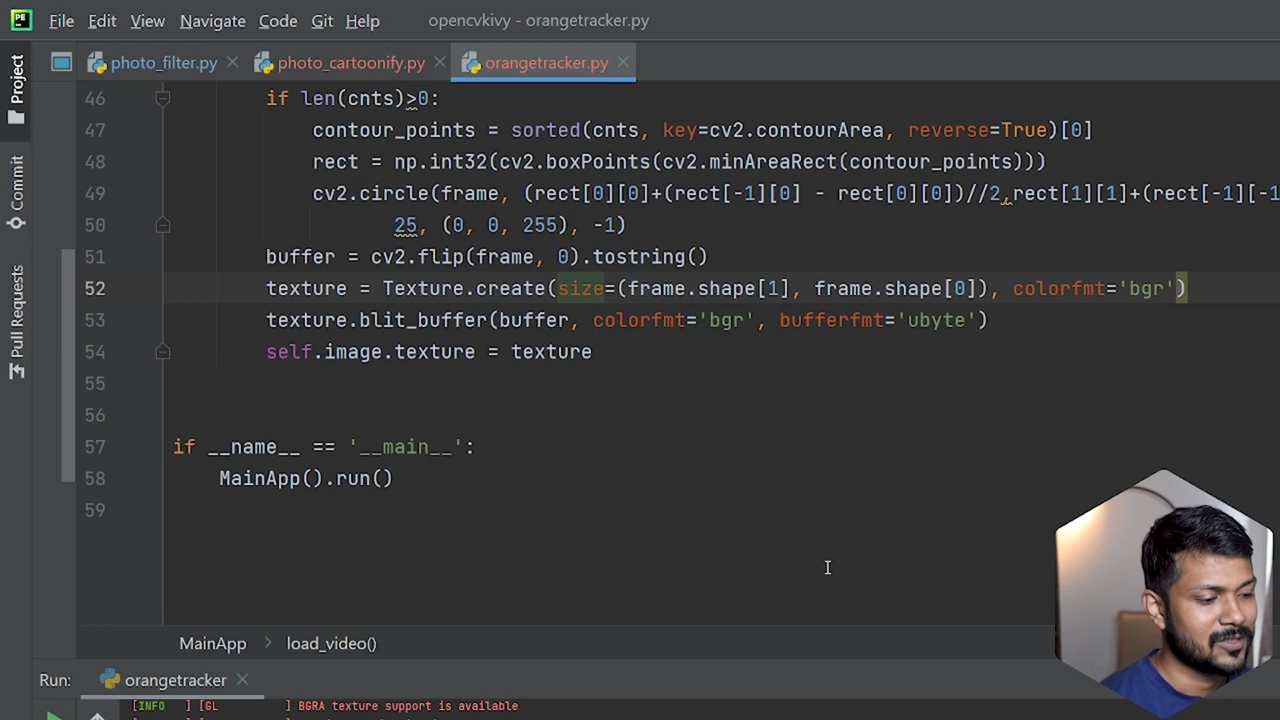 PC File Edit View Navigate Code Git Help opencvkivy - orangetracker.py
photo_filter.py photo_cartoonify.py orangetracker.py
Project
Commit
Pull Requests
46 if len(cnts)>0:
47 contour_points = sorted(cnts, key=cv2.contourArea, reverse=True)[0]
48 rect = np.int32(cv2.boxPoints(cv2.minAreaRect(contour_points)))
49 cv2.circle(frame, (rect[0][0]+(rect[-1][0] - rect[0][0])//2,rect[1][1]+(rect[-1][-1
50 25, (0, 0, 255), -1)
51 buffer = cv2.flip(frame, 0).tostring()
52 texture = Texture.create(size=(frame.shape[1], frame.shape[0]), colorfmt='bgr')
53 texture.blit_buffer(buffer, colorfmt='bgr', bufferfmt='ubyte')
54 self.image.texture = texture
55
56
57 if __name__ == '__main__':
58 MainApp().run()
59
MainApp > load_video()
Run: orangetracker
[INFO ] [GL ] BGRA texture support is available